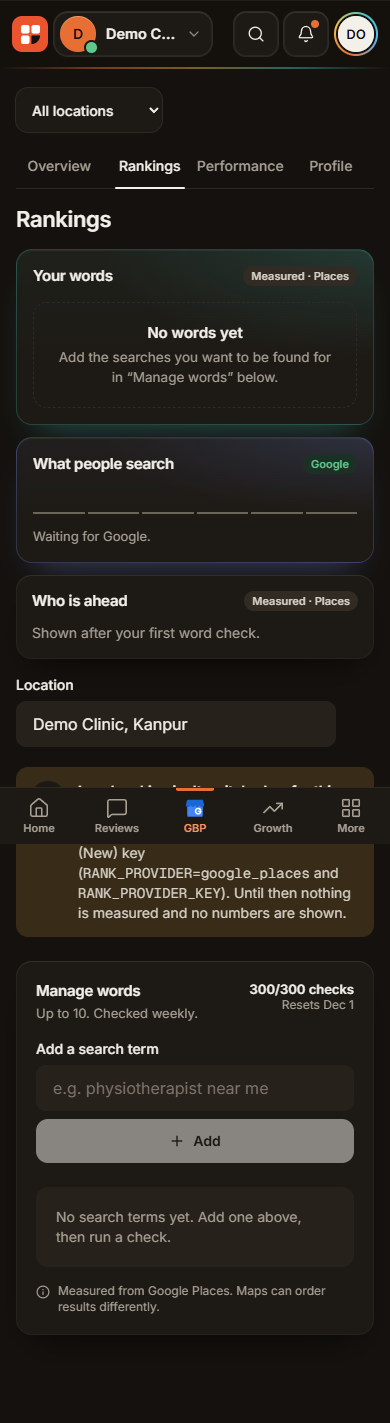 D
Demo C...
DO
All locations
Overview
Rankings
Performance
Profile
Rankings
Your words
Measured · Places
No words yet
Add the searches you want to be found for
in “Manage words” below.
What people search
Google
Waiting for Google.
Who is ahead
Measured · Places
Shown after your first word check.
Location
Demo Clinic, Kanpur
Home
Reviews
GBP
Growth
More
(New) key
(RANK_PROVIDER=google_places and
RANK_PROVIDER_KEY). Until then nothing
is measured and no numbers are shown.
Manage words
300/300 checks
Up to 10. Checked weekly.
Resets Dec 1
Add a search term
e.g. physiotherapist near me
+ Add
No search terms yet. Add one above,
then run a check.
Measured from Google Places. Maps can order
results differently.